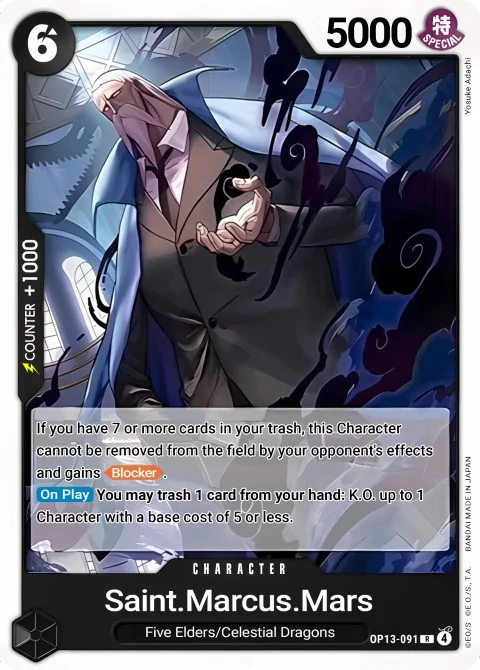 6
5000
特
SPECIAL
Yosuke Adachi
COUNTER +1000
If you have 7 or more cards in your trash, this Character
cannot be removed from the field by your opponent's effects
and gains Blocker .
On Play You may trash 1 card from your hand: K.O. up to 1
Character with a base cost of 5 or less.
CHARACTER
Saint.Marcus.Mars
Five Elders/Celestial Dragons
OP13-091 R 4
©E.O/S ©E.O./S., T.A. BANDAI MADE IN JAPAN